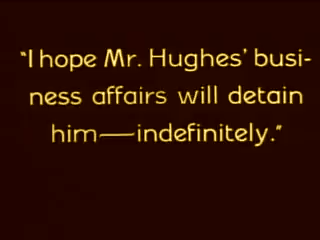 "I hope Mr. Hughes' busi-
ness affairs will detain
him—indefinitely."